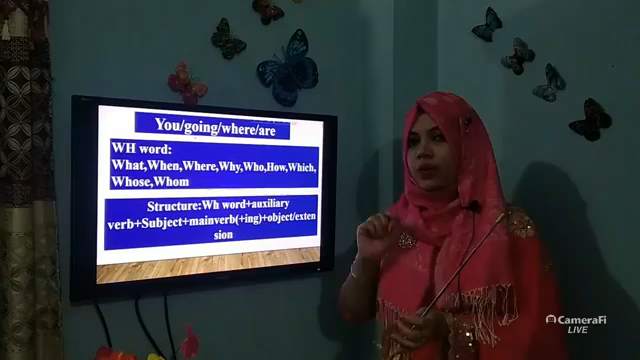 You/going/where/are
WH word:
What,When,Where,Why,Who,How,Which,
Whose,Whom
Structure:Wh word+auxiliary
verb+Subject+mainverb(+ing)+object/exten
sion
CameraFi
LIVE